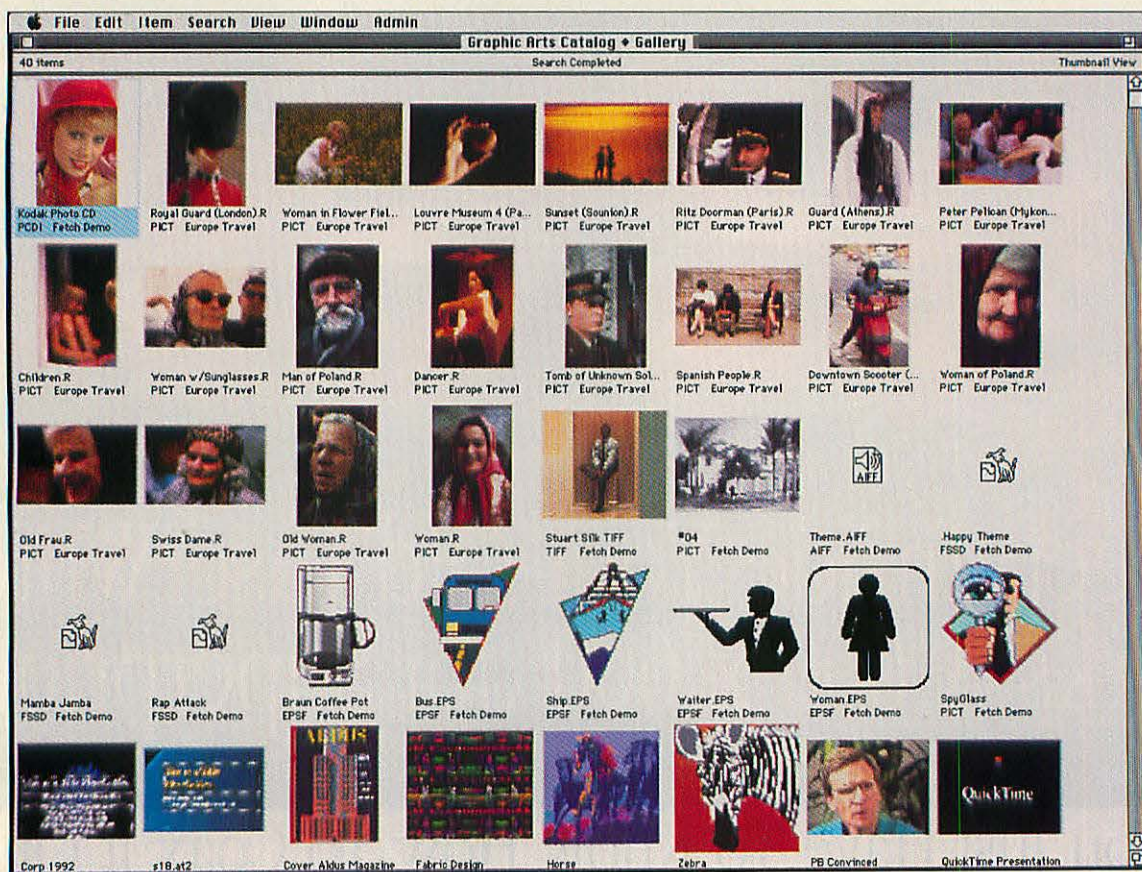 File Edit Item Search View Window Admin
Graphic Arts Catalog ♦ Gallery
40 items Search Completed Thumbnail View
Kodak Photo CD
PCDI Fetch Demo
Royal Guard (London).R
PICT Europe Travel
Woman in Flower Fiel...
PICT Europe Travel
Louvre Museum 4 (Pa...
PICT Europe Travel
Sunset (Sounion).R
PICT Europe Travel
Ritz Doorman (Paris).R
PICT Europe Travel
Guard (Athens).R
PICT Europe Travel
Peter Pelican (Mykon...
PICT Europe Travel
Children.R
PICT Europe Travel
Woman w/Sunglasses.R
PICT Europe Travel
Man of Poland.R
PICT Europe Travel
Dancer.R
PICT Europe Travel
Tomb of Unknown Sol...
PICT Europe Travel
Spanish People.R
PICT Europe Travel
Downtown Scooter (...
PICT Europe Travel
Woman of Poland.R
PICT Europe Travel
Old Frau.R
PICT Europe Travel
Swiss Dame.R
PICT Europe Travel
Old Woman.R
PICT Europe Travel
Woman.R
PICT Europe Travel
Stuart Silk TIFF
TIFF Fetch Demo
#04
PICT Fetch Demo
AIFF
Theme.AIFF
AIFF Fetch Demo
.Happy Theme
FSSD Fetch Demo
Mamba Jamba
FSSD Fetch Demo
Rap Attack
FSSD Fetch Demo
Braun Coffee Pot
EPSF Fetch Demo
Bus.EPS
EPSF Fetch Demo
Ship.EPS
EPSF Fetch Demo
Waiter.EPS
EPSF Fetch Demo
Woman.EPS
EPSF Fetch Demo
SpyGlass
PICT Fetch Demo
ALDUS
QuickTime
Corp 1992
s18.at2
Cover Aldus Magazine
Fabric Design
Horse
Zebra
PB Convinced
QuickTime Presentation